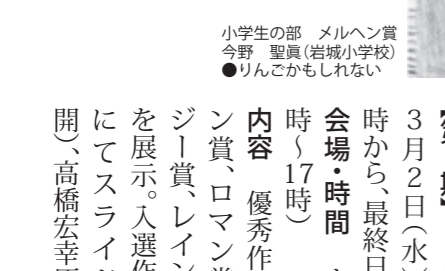 小学生の部　メルヘン賞
今野　聖眞（岩城小学校）
●りんごかもしれない
３月２日（水）
時から、最終日
会場・時間
時〜17時）
内容　優秀作
ン賞、ロマン賞
ジー賞、レイン
を展示。入選作
にてスライド
開）、高橋宏幸